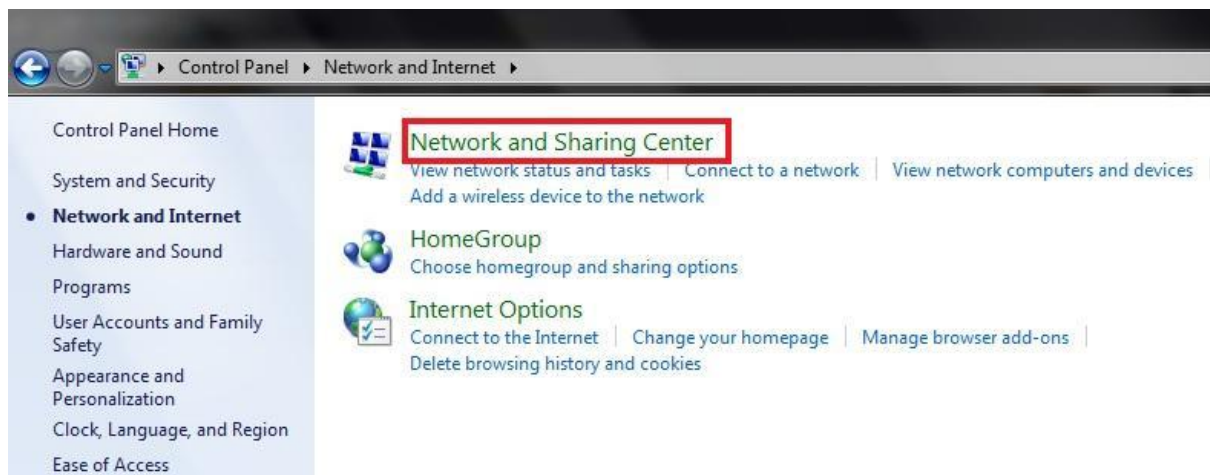 Control Panel Network and Internet
Control Panel Home
System and Security
Network and Internet
Hardware and Sound
Programs
User Accounts and Family
Safety
Appearance and
Personalization
Clock, Language, and Region
Ease of Access
Network and Sharing Center
View network status and tasks Connect to a network View network computers and devices
Add a wireless device to the network
HomeGroup
Choose homegroup and sharing options
Internet Options
Connect to the Internet Change your homepage Manage browser add-ons
Delete browsing history and cookies